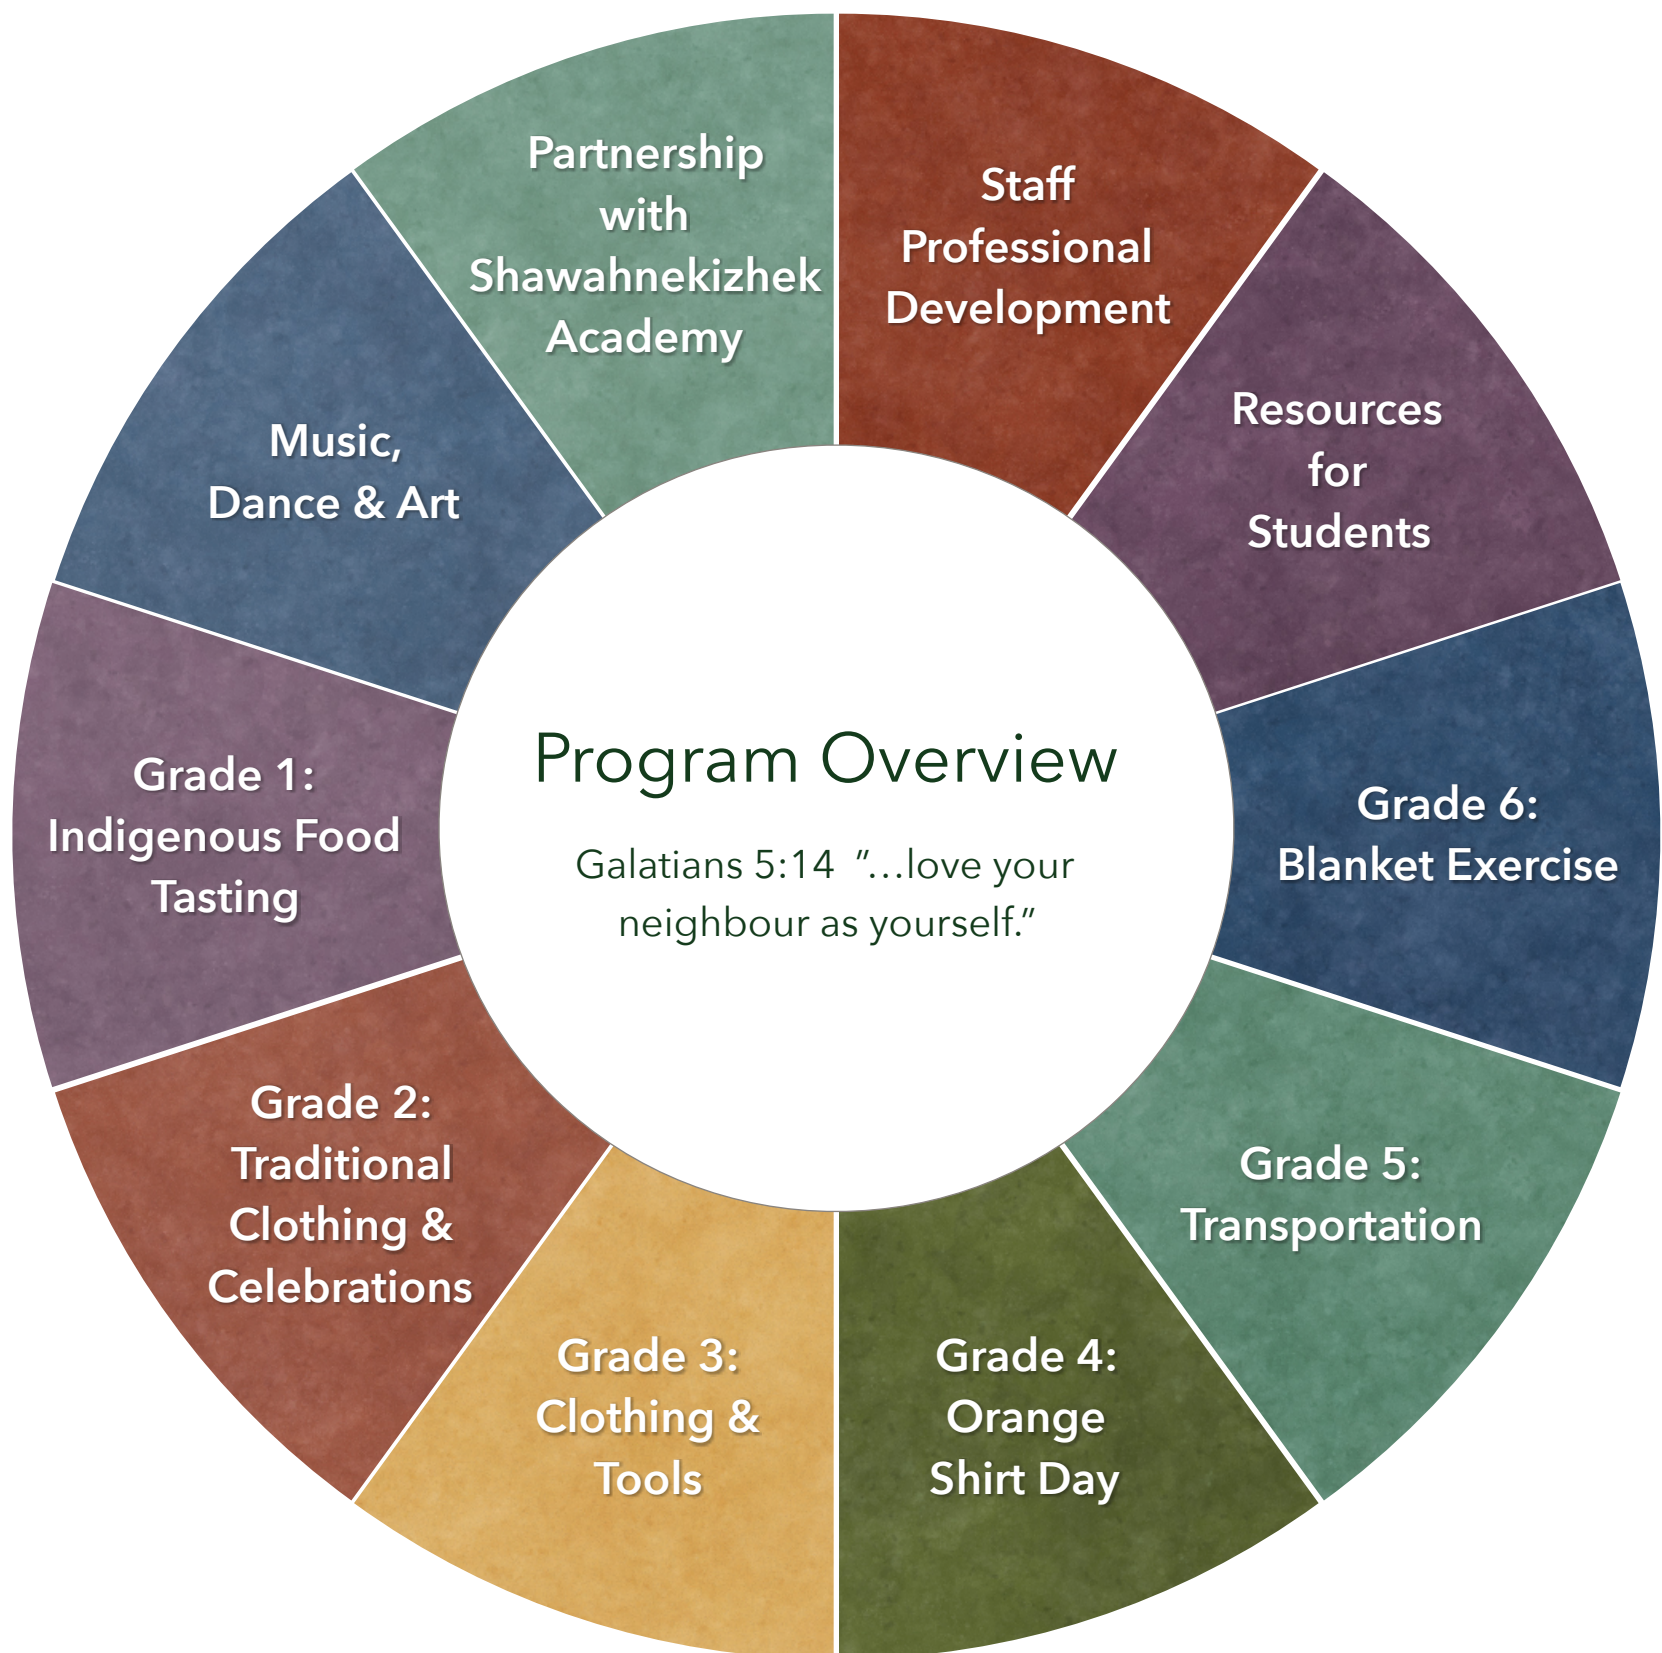 Partnership
with
Shawahnekizhek
Academy
Staff
Professional
Development
Resources
for
Students
Grade 6:
Blanket Exercise
Grade 5:
Transportation
Grade 4:
Orange
Shirt Day
Grade 3:
Clothing &
Tools
Grade 2:
Traditional
Clothing &
Celebrations
Grade 1:
Indigenous Food
Tasting
Music,
Dance & Art
Program Overview
Galatians 5:14  "...love your
neighbour as yourself."